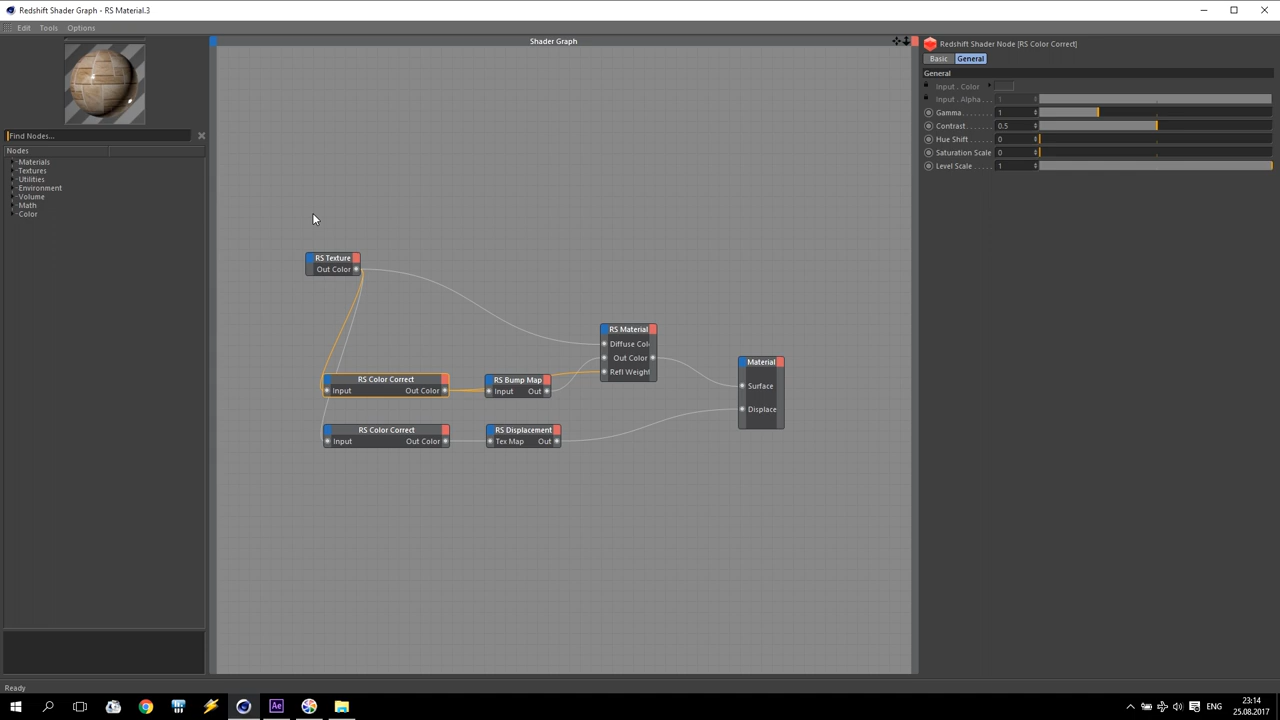 Redshift Shader Graph - RS Material.3
Edit Tools Options
Shader Graph
Find Nodes...
Nodes
Materials
Textures
Utilities
Environment
Volume
Math
Color
RS Texture
Out Color
RS Material
Diffuse Col
Out Color
Refl Weight
Material
Surface
Displace
RS Color Correct
Input Out Color
RS Bump Map
Input Out
RS Color Correct
Input Out Color
RS Displacement
Tex Map Out
Redshift Shader Node [RS Color Correct]
Basic General
General
Input . Color
Input . Alpha . . . 1
Gamma . . . . . . . 1
Contrast . . . . . . 0.5
Hue Shift . . . . . 0
Saturation Scale 0
Level Scale . . . . . 1
Ready
Ae
ENG
23:14
25.08.2017